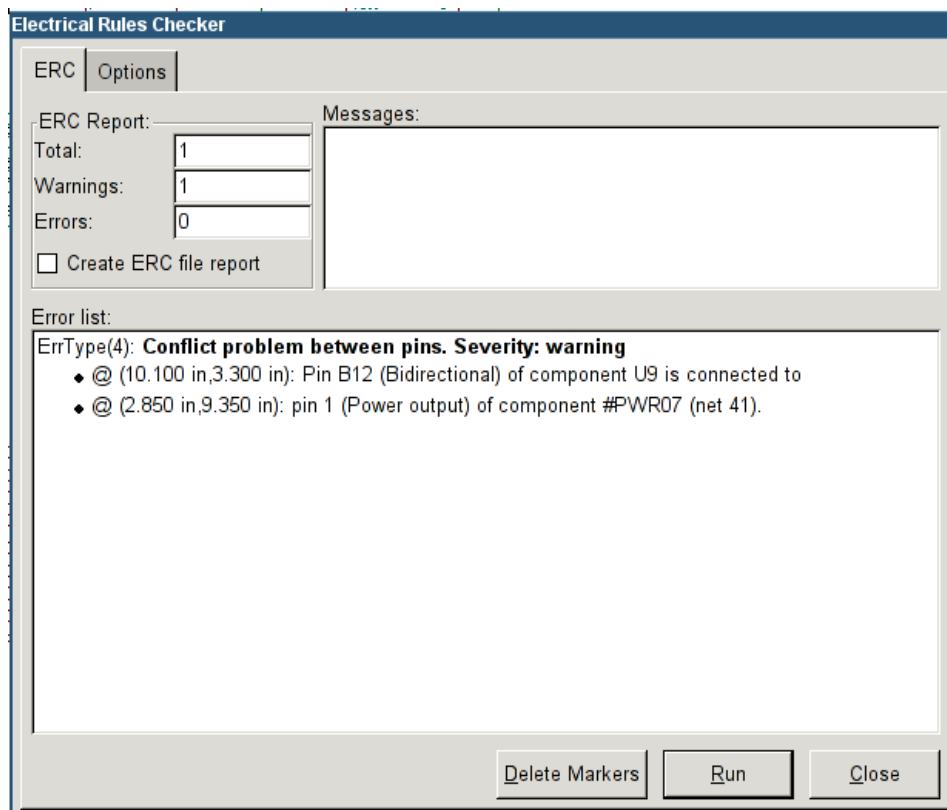 Electrical Rules Checker
ERC Options
ERC Report:
Total: 1
Warnings: 1
Errors: 0
Create ERC file report
Messages:
Error list:
ErrType(4): Conflict problem between pins. Severity: warning
@ (10.100 in,3.300 in): Pin B12 (Bidirectional) of component U9 is connected to
@ (2.850 in,9.350 in): pin 1 (Power output) of component #PWR07 (net 41).
Delete Markers Run Close